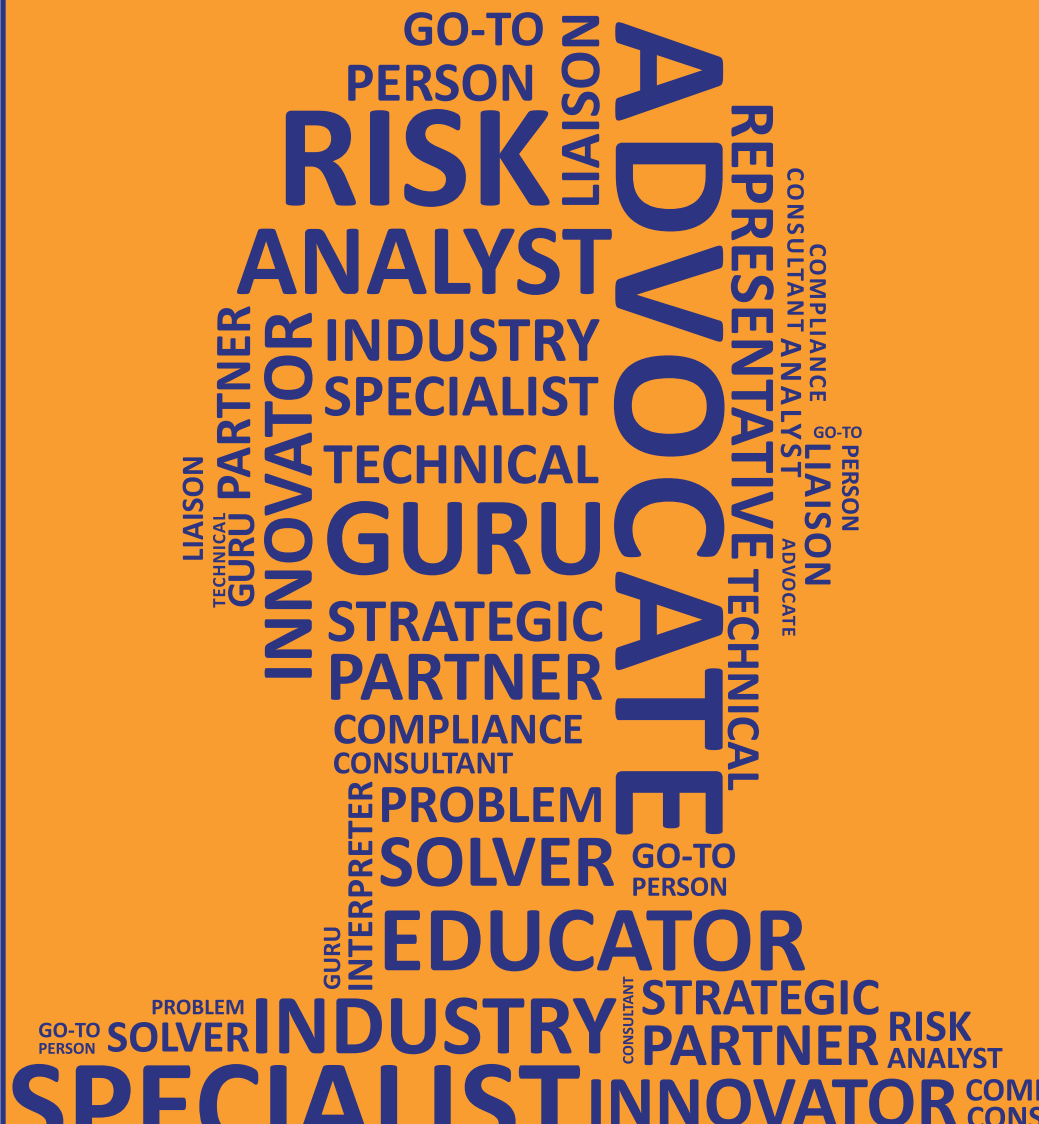 GO-TO
PERSON
LIAISON
ADVOCATE
RISK
ANALYST
REPRESENTATIVE
CONSULTANT
COMPLIANCE
ANALYST
INDUSTRY
SPECIALIST
PARTNER
INNOVATOR
TECHNICAL
GURU
GO-TO
PERSON
LIAISON
LIAISON
TECHNICAL
GURU
ADVOCATE
TECHNICAL
STRATEGIC
PARTNER
COMPLIANCE
CONSULTANT
PROBLEM
SOLVER
INTERPRETER
GURU
GO-TO
PERSON
EDUCATOR
PROBLEM
SOLVER
GO-TO
PERSON
INDUSTRY
CONSULTANT
STRATEGIC
PARTNER
RISK
ANALYST
SPECIALIST
INNOVATOR